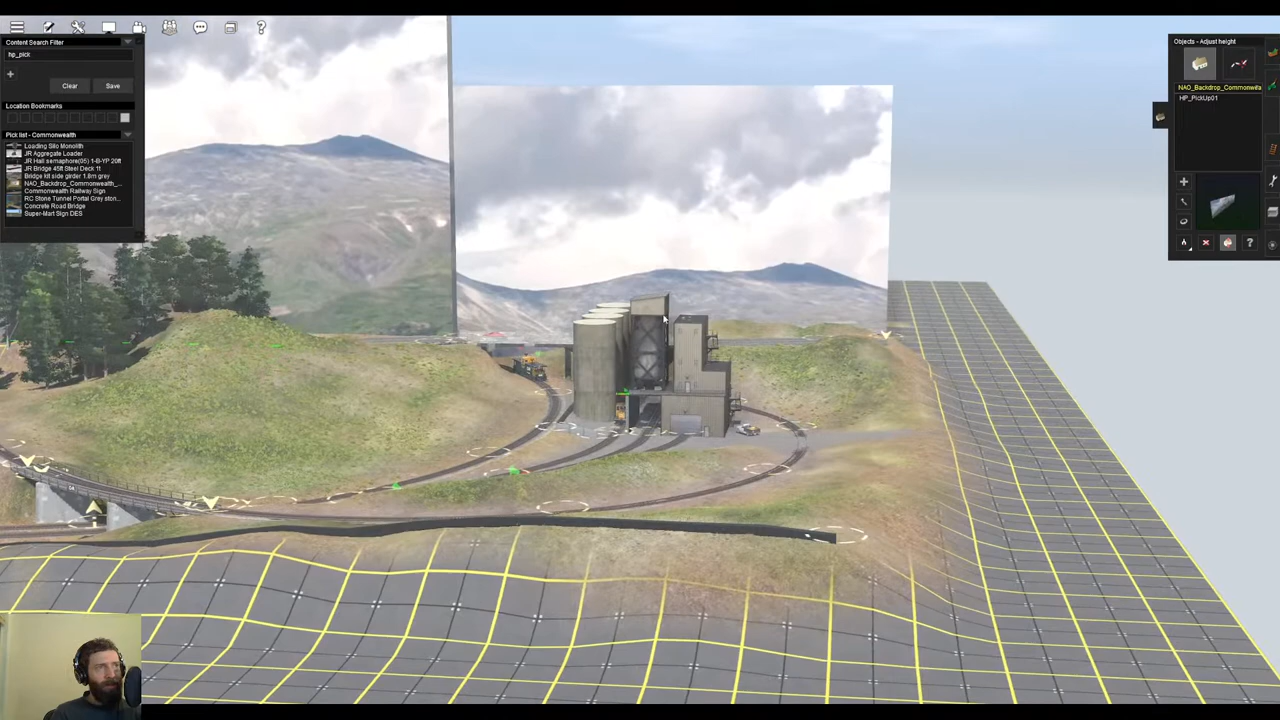 Content Search Filter
hp_pick
Clear
Save
Location Bookmarks
Pick list - Commonwealth
Loading Silo Monolith
JR Aggregate Loader
JR Hall semaphore(05) 1-B-YP 20ft
JR Bridge 45ft Steel Deck 1t
Bridge kit side girder 1.8m grey
NAO_Backdrop_Commonwealth_...
Commonwealth Railway Sign
RC Stone Tunnel Portal Grey ston...
Concrete Road Bridge
Super-Mart Sign DES
Objects - Adjust height
NAO_Backdrop_Commonwea
HP_PickUp01